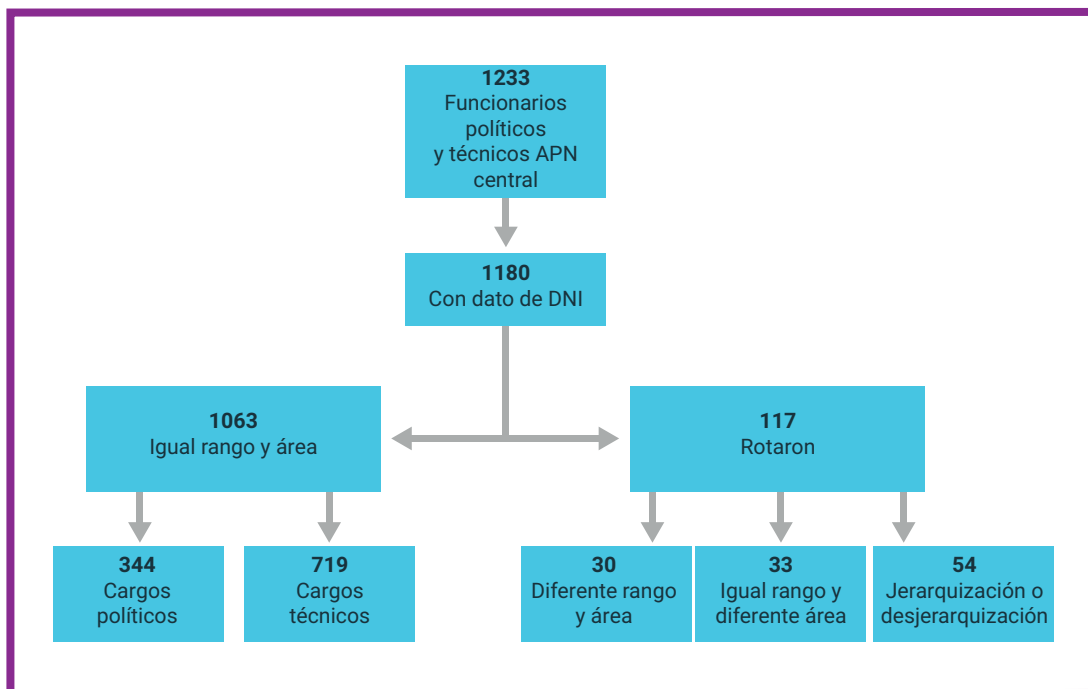 1233
Funcionarios
políticos
y técnicos APN
central
1180
Con dato de DNI
1063
Igual rango y área
117
Rotaron
344
Cargos
políticos
719
Cargos
técnicos
30
Diferente rango
y área
33
Igual rango y
diferente área
54
Jerarquización o
desjerarquización